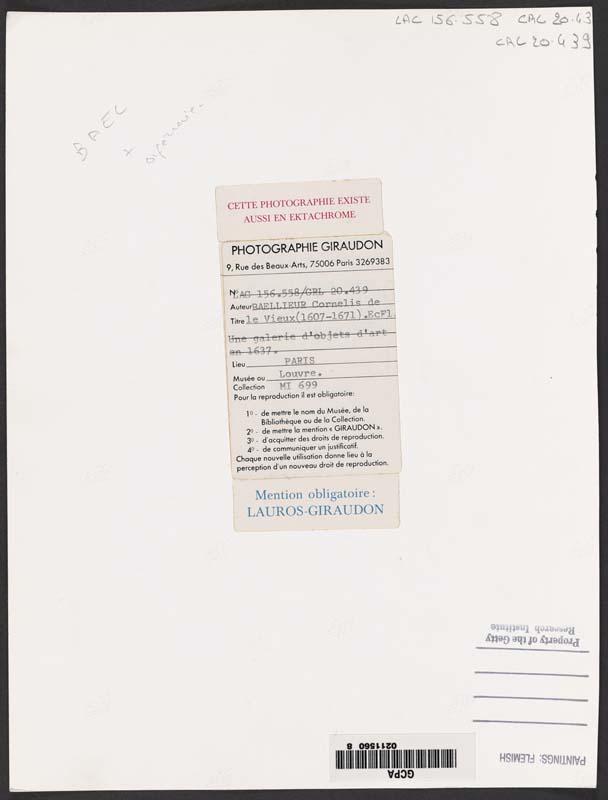 LAC 156.558 CAC 20.43
CAC 20.439
BAEL
CETTE PHOTOGRAPHIE EXISTE
AUSSI EN EKTACHROME
PHOTOGRAPHIE GIRAUDON
9, Rue des Beaux-Arts, 75006 Paris 3269383
N° LAC 156.558/GRL 20.439
Auteur BAELLIEUR Cornelis de
Titre le Vieux(1607-1671).EcFl
Une galerie d'objets d'art
en 1637.
Lieu PARIS
Musée ou Louvre.
Collection MI 699
Pour la reproduction il est obligatoire:
1° - de mettre le nom du Musée, de la
Bibliothèque ou de la Collection.
2° - de mettre la mention « GIRAUDON ».
3° - d'acquitter des droits de reproduction.
4° - de communiquer un justificatif.
Chaque nouvelle utilisation donne lieu à la
perception d'un nouveau droit de reproduction.
Mention obligatoire :
LAUROS-GIRAUDON
Property of the Getty
Research Institute
PAINTINGS: FLEMISH
GCPA
0211560 8